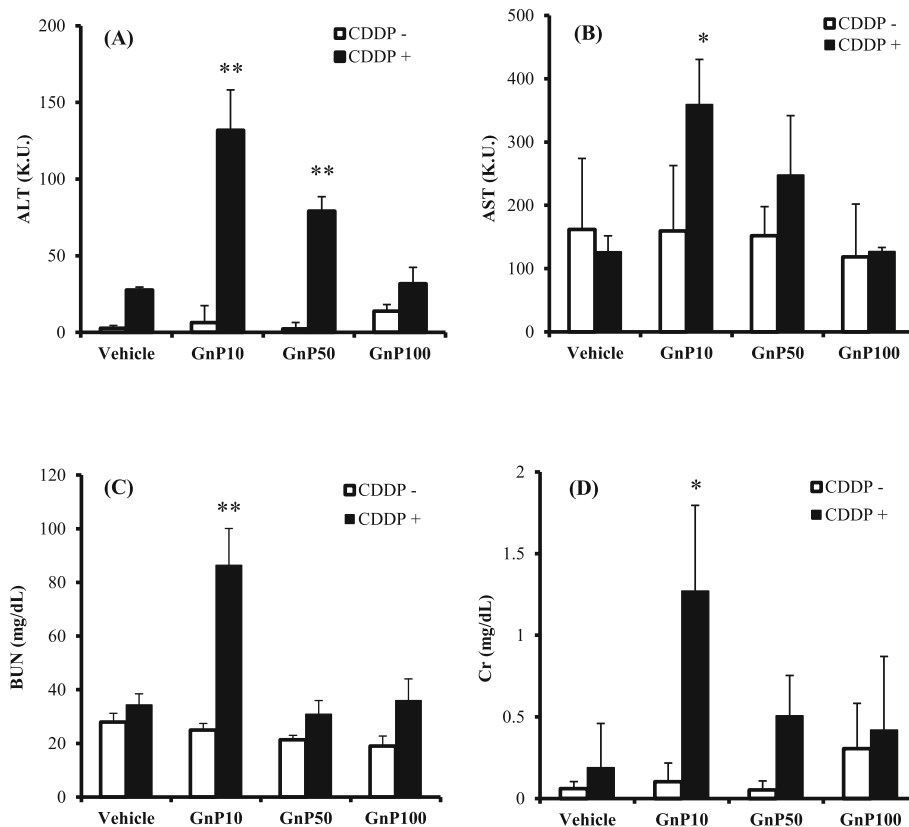 (A)
CDDP -
CDDP +
ALT (K.U.)
200
150
100
50
0
**
**
Vehicle GnP10 GnP50 GnP100
(B)
CDDP -
CDDP +
AST (K.U.)
500
400
300
200
100
0
*
Vehicle GnP10 GnP50 GnP100
(C)
CDDP -
CDDP +
BUN (mg/dL)
120
100
80
60
40
20
0
**
Vehicle GnP10 GnP50 GnP100
(D)
CDDP -
CDDP +
Cr (mg/dL)
2
1.5
1
0.5
0
*
Vehicle GnP10 GnP50 GnP100